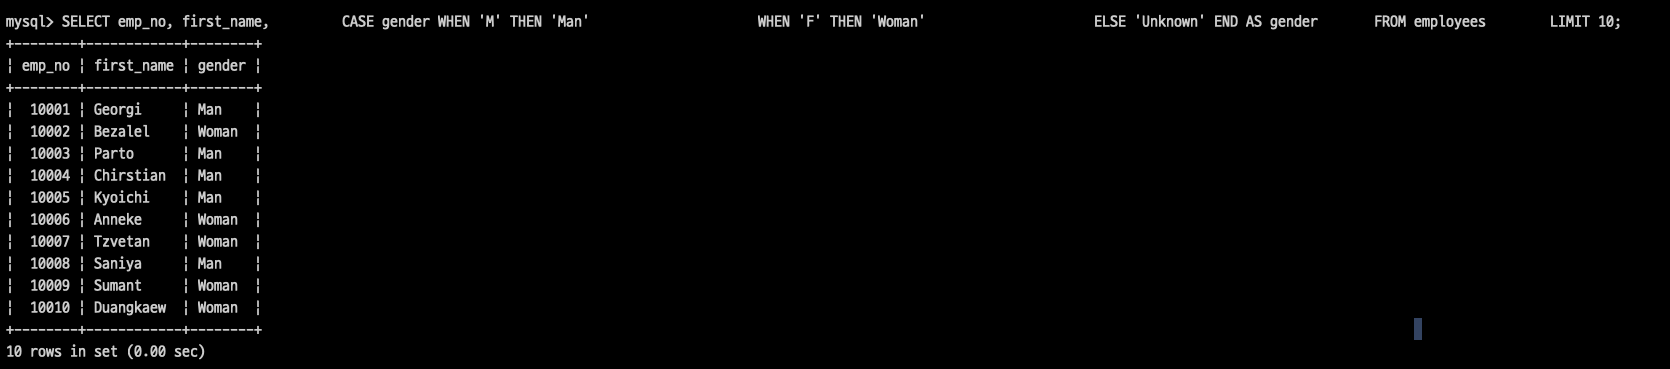 mysql> SELECT emp_no, first_name,         CASE gender WHEN 'M' THEN 'Man'                     WHEN 'F' THEN 'Woman'                     ELSE 'Unknown' END AS gender       FROM employees        LIMIT 10;
+--------+------------+--------+
| emp_no | first_name | gender |
+--------+------------+--------+
|  10001 | Georgi     | Man    |
|  10002 | Bezalel    | Woman  |
|  10003 | Parto      | Man    |
|  10004 | Chirstian  | Man    |
|  10005 | Kyoichi    | Man    |
|  10006 | Anneke     | Woman  |
|  10007 | Tzvetan    | Woman  |
|  10008 | Saniya     | Man    |
|  10009 | Sumant     | Woman  |
|  10010 | Duangkaew  | Woman  |
+--------+------------+--------+
10 rows in set (0.00 sec)